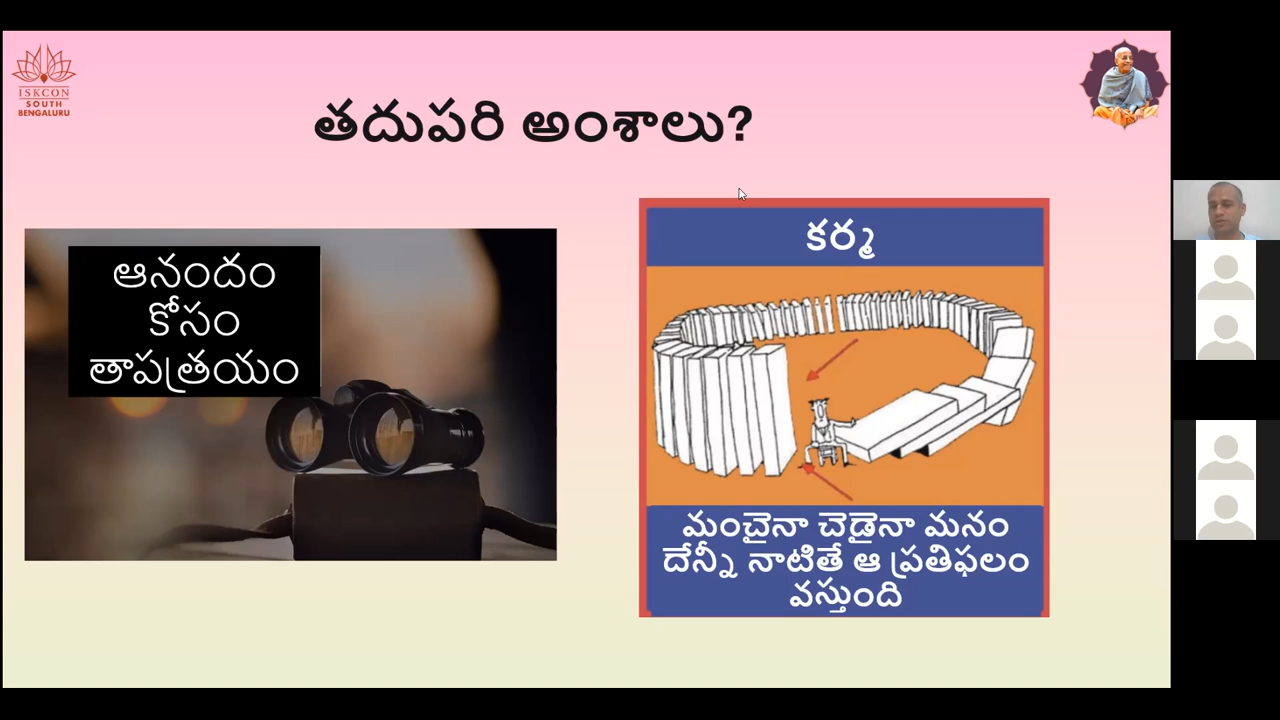 ISKCON
SOUTH
BENGALURU
తదుపరి అంశాలు?
ఆనందం
కోసం
తాపత్రయం
కర్మ
మంచైనా చెడైనా మనం
దేన్నీ నాటితే ఆ ప్రతిఫలం
వస్తుంది